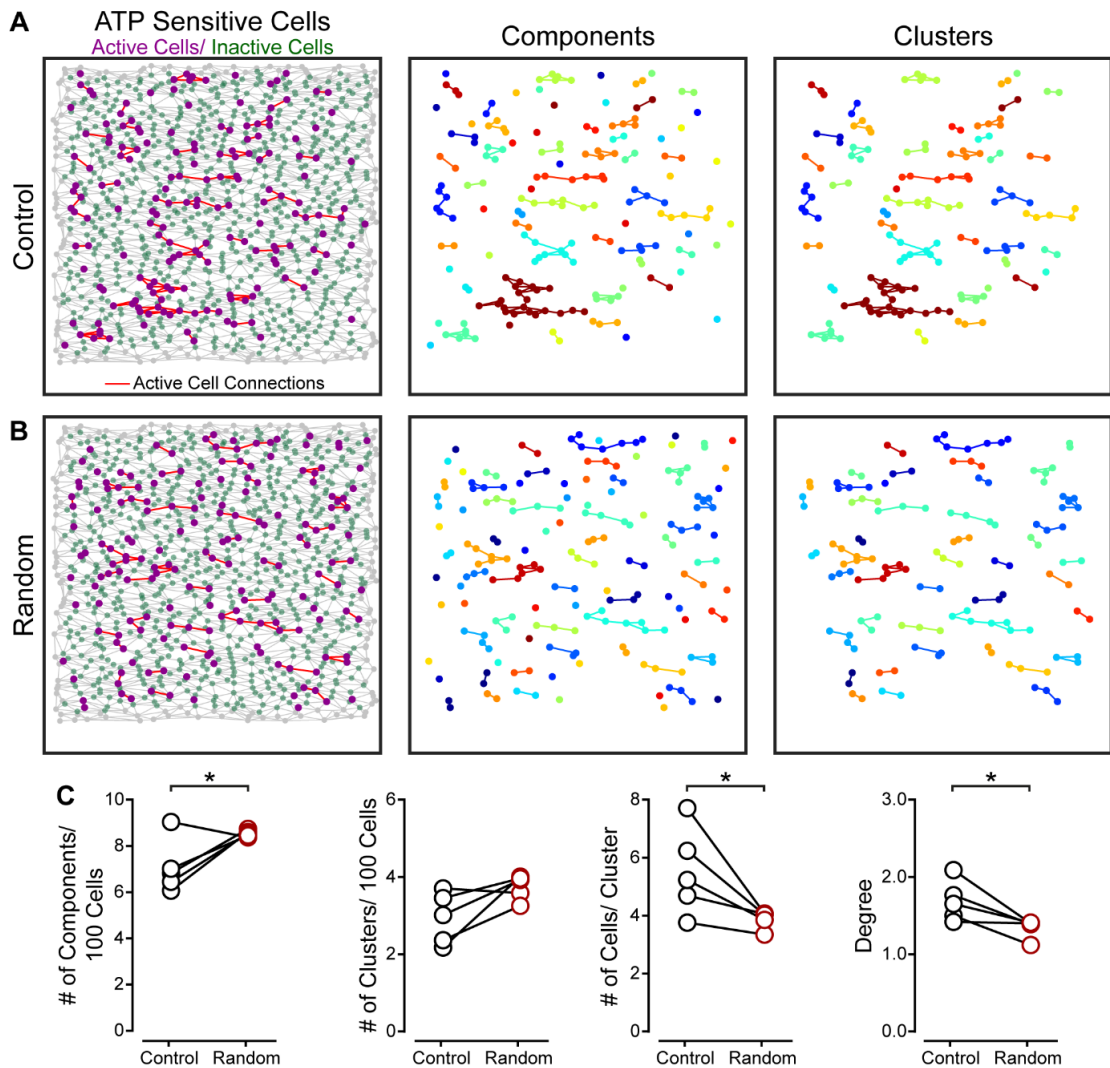 A
ATP Sensitive Cells
Active Cells/ Inactive Cells
Components
Clusters
Control
Active Cell Connections
B
Random
C
# of Components/
100 Cells
10
8
6
4
2
0
*
Control Random
# of Clusters/ 100 Cells
6
4
2
0
Control Random
# of Cells/ Cluster
8
6
4
2
0
*
Control Random
Degree
3.0
2.0
1.0
0.0
*
Control Random